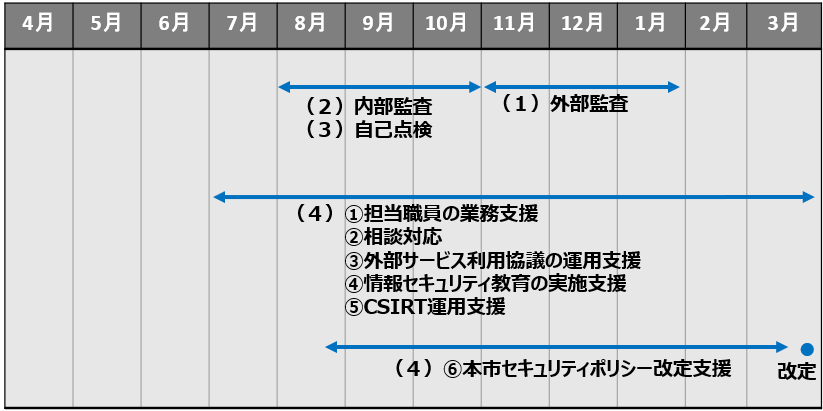 4月 5月 6月 7月 8月 9月 10月 11月 12月 1月 2月 3月
（２）内部監査
（３）自己点検
（１）外部監査
（４）①担当職員の業務支援
②相談対応
③外部サービス利用協議の運用支援
④情報セキュリティ教育の実施支援
⑤CSIRT運用支援
（４）⑥本市セキュリティポリシー改定支援
改定